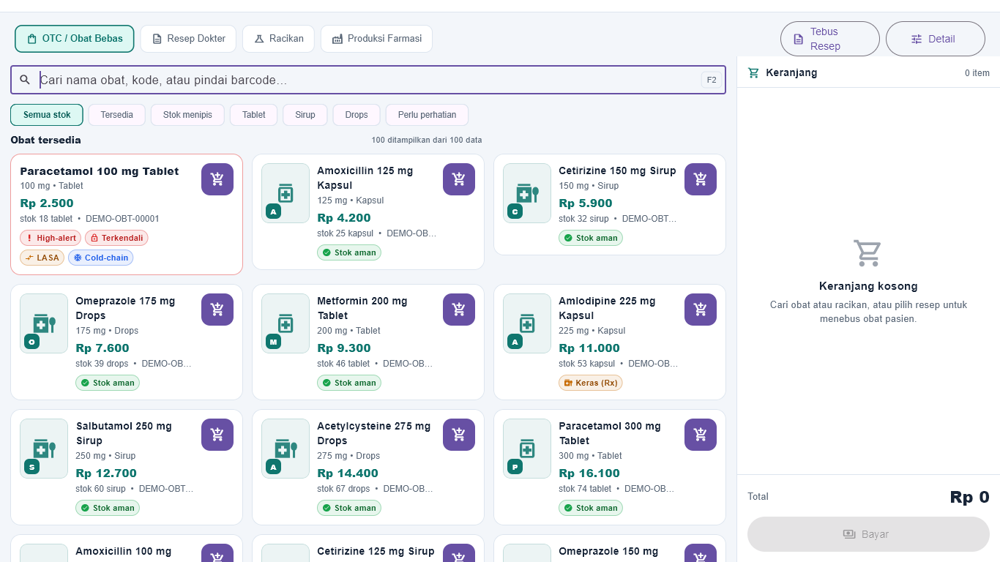 OTC / Obat Bebas
Resep Dokter
Racikan
Produksi Farmasi
Tebus
Resep
Detail
Cari nama obat, kode, atau pindai barcode...
F2
Semua stok
Tersedia
Stok menipis
Tablet
Sirup
Drops
Perlu perhatian
Obat tersedia
100 ditampilkan dari 100 data
Paracetamol 100 mg Tablet
100 mg • Tablet
Rp 2.500
stok 18 tablet • DEMO-OBT-00001
High-alert
Terkendali
LASA
Cold-chain
Amoxicillin 125 mg
Kapsul
125 mg • Kapsul
Rp 4.200
stok 25 kapsul • DEMO-OB...
Stok aman
A
Cetirizine 150 mg Sirup
150 mg • Sirup
Rp 5.900
stok 32 sirup • DEMO-OBT...
Stok aman
C
Omeprazole 175 mg
Drops
175 mg • Drops
Rp 7.600
stok 39 drops • DEMO-OB...
Stok aman
O
Metformin 200 mg
Tablet
200 mg • Tablet
Rp 9.300
stok 46 tablet • DEMO-OB...
Stok aman
M
Amlodipine 225 mg
Kapsul
225 mg • Kapsul
Rp 11.000
stok 53 kapsul • DEMO-OB...
Keras (Rx)
A
Salbutamol 250 mg
Sirup
250 mg • Sirup
Rp 12.700
stok 60 sirup • DEMO-OBT...
Stok aman
S
Acetylcysteine 275 mg
Drops
275 mg • Drops
Rp 14.400
stok 67 drops • DEMO-OB...
Stok aman
A
Paracetamol 300 mg
Tablet
300 mg • Tablet
Rp 16.100
stok 74 tablet • DEMO-OB...
Stok aman
P
Amoxicillin 100 mg
Cetirizine 125 mg Sirup
Omeprazole 150 mg
Keranjang
0 item
Keranjang kosong
Cari obat atau racikan, atau pilih resep untuk
menebus obat pasien.
Total
Rp 0
Bayar